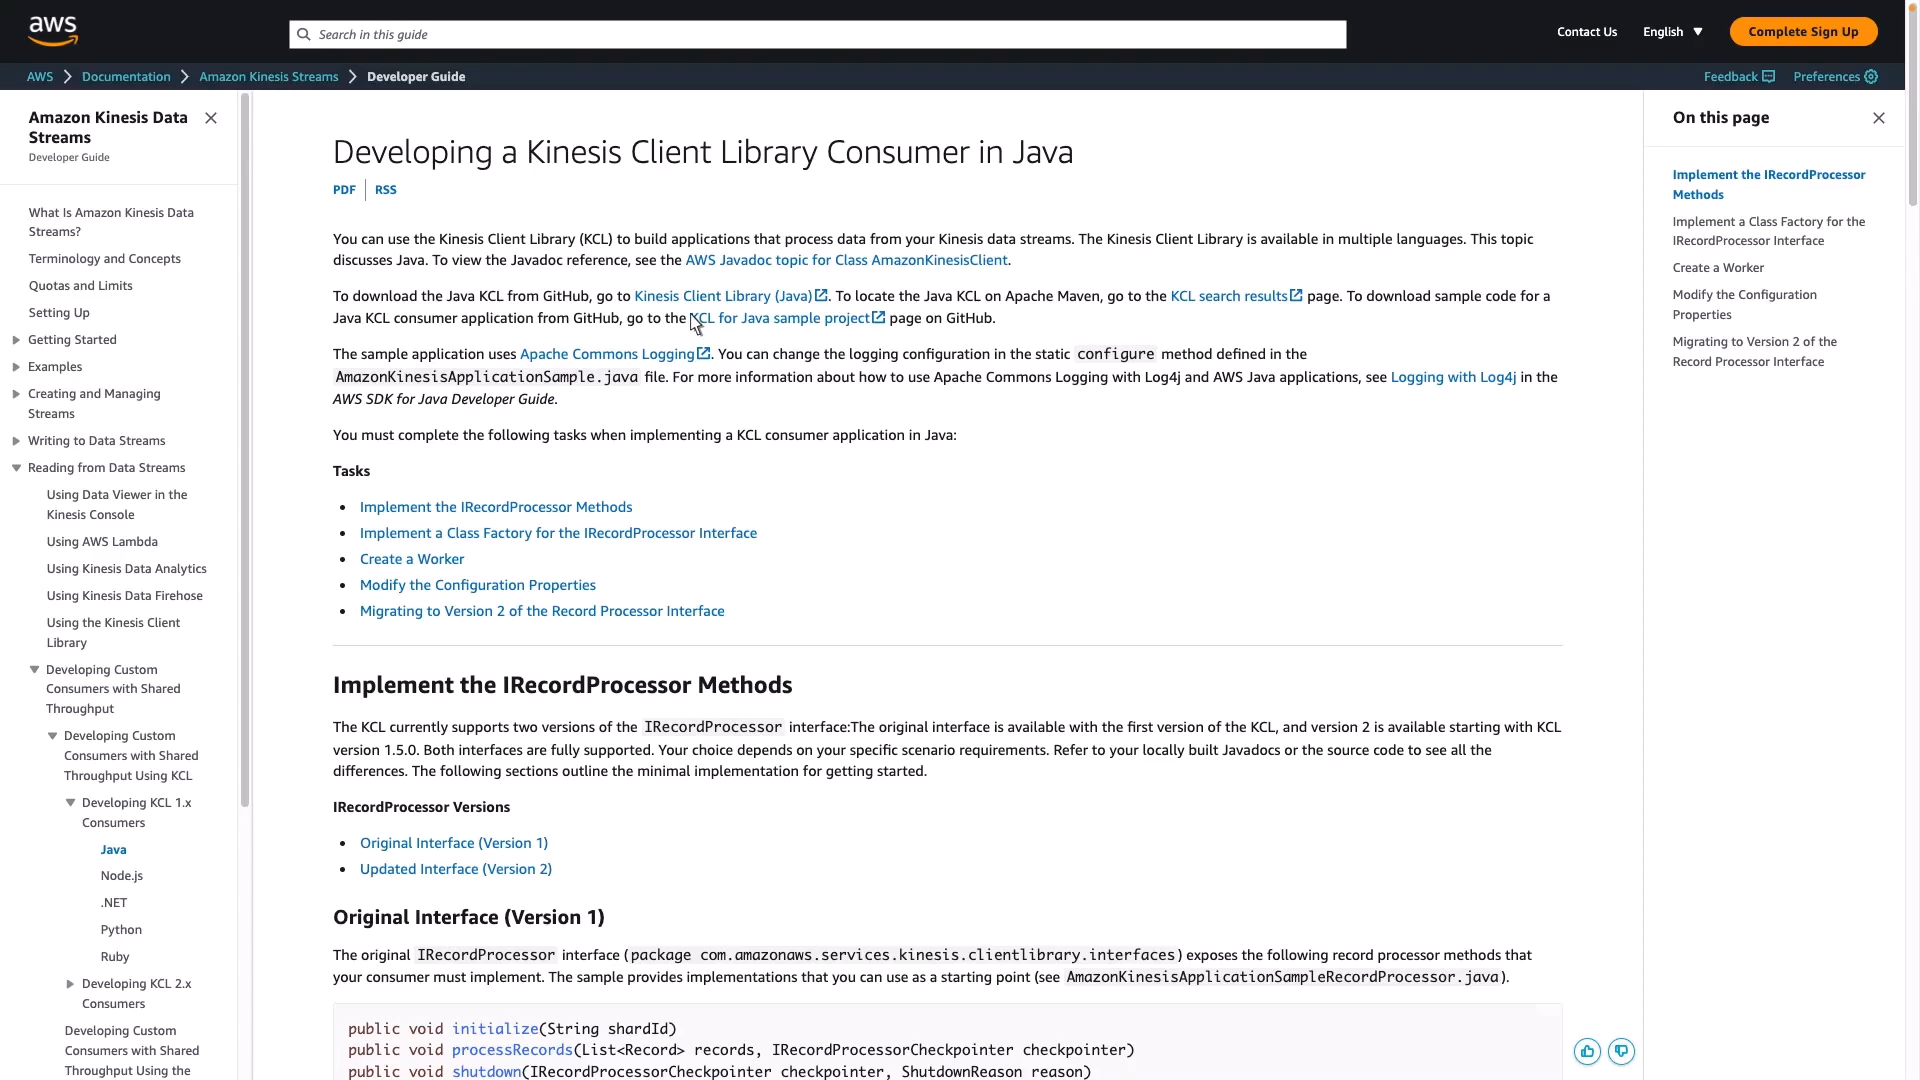 aws
Search in this guide
Contact Us
English
Complete Sign Up
AWS
Documentation
Amazon Kinesis Streams
Developer Guide
Feedback
Preferences
Amazon Kinesis Data
Streams
Developer Guide
What Is Amazon Kinesis Data
Streams?
Terminology and Concepts
Quotas and Limits
Setting Up
Getting Started
Examples
Creating and Managing
Streams
Writing to Data Streams
Reading from Data Streams
Using Data Viewer in the
Kinesis Console
Using AWS Lambda
Using Kinesis Data Analytics
Using Kinesis Data Firehose
Using the Kinesis Client
Library
Developing Custom
Consumers with Shared
Throughput
Developing Custom
Consumers with Shared
Throughput Using KCL
Developing KCL 1.x
Consumers
Java
Node.js
.NET
Python
Ruby
Developing KCL 2.x
Consumers
Developing Custom
Consumers with Shared
Throughput Using the
Developing a Kinesis Client Library Consumer in Java
PDF
RSS
You can use the Kinesis Client Library (KCL) to build applications that process data from your Kinesis data streams. The Kinesis Client Library is available in multiple languages. This topic
discusses Java. To view the Javadoc reference, see the AWS Javadoc topic for Class AmazonKinesisClient.
To download the Java KCL from GitHub, go to Kinesis Client Library (Java). To locate the Java KCL on Apache Maven, go to the KCL search results page. To download sample code for a
Java KCL consumer application from GitHub, go to the KCL for Java sample project page on GitHub.
The sample application uses Apache Commons Logging. You can change the logging configuration in the static configure method defined in the
AmazonKinesisApplicationSample.java file. For more information about how to use Apache Commons Logging with Log4j and AWS Java applications, see Logging with Log4j in the
AWS SDK for Java Developer Guide.
You must complete the following tasks when implementing a KCL consumer application in Java:
Tasks
• Implement the IRecordProcessor Methods
• Implement a Class Factory for the IRecordProcessor Interface
• Create a Worker
• Modify the Configuration Properties
• Migrating to Version 2 of the Record Processor Interface
Implement the IRecordProcessor Methods
The KCL currently supports two versions of the IRecordProcessor interface:The original interface is available with the first version of the KCL, and version 2 is available starting with KCL
version 1.5.0. Both interfaces are fully supported. Your choice depends on your specific scenario requirements. Refer to your locally built Javadocs or the source code to see all the
differences. The following sections outline the minimal implementation for getting started.
IRecordProcessor Versions
• Original Interface (Version 1)
• Updated Interface (Version 2)
Original Interface (Version 1)
The original IRecordProcessor interface (package com.amazonaws.services.kinesis.clientlibrary.interfaces) exposes the following record processor methods that
your consumer must implement. The sample provides implementations that you can use as a starting point (see AmazonKinesisApplicationSampleRecordProcessor.java).
public void initialize(String shardId)
public void processRecords(List<Record> records, IRecordProcessorCheckpointer checkpointer)
public void shutdown(IRecordProcessorCheckpointer checkpointer, ShutdownReason reason)
On this page
Implement the IRecordProcessor
Methods
Implement a Class Factory for the
IRecordProcessor Interface
Create a Worker
Modify the Configuration
Properties
Migrating to Version 2 of the
Record Processor Interface